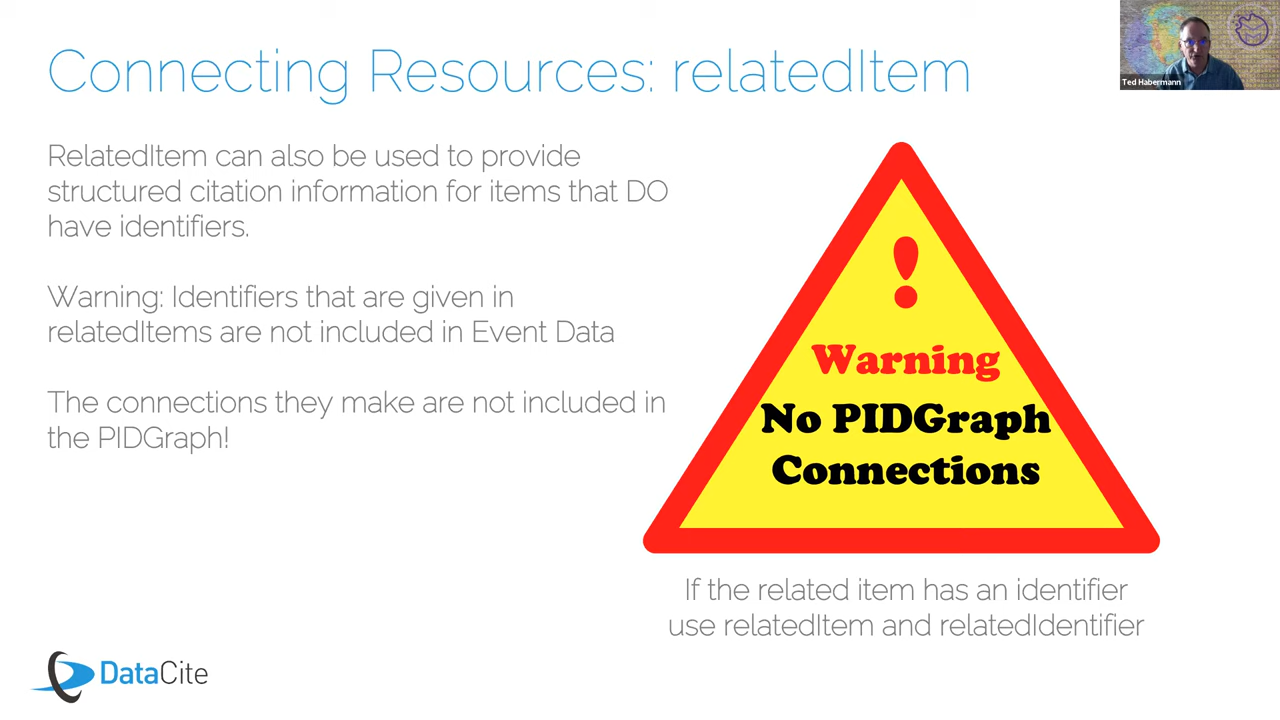 Connecting Resources: relatedItem
Ted Habermann
RelatedItem can also be used to provide
structured citation information for items that DO
have identifiers.
Warning: Identifiers that are given in
relatedItems are not included in Event Data
The connections they make are not included in
the PIDGraph!
!
Warning
No PIDGraph
Connections
If the related item has an identifier
use relatedItem and relatedIdentifier
DataCite